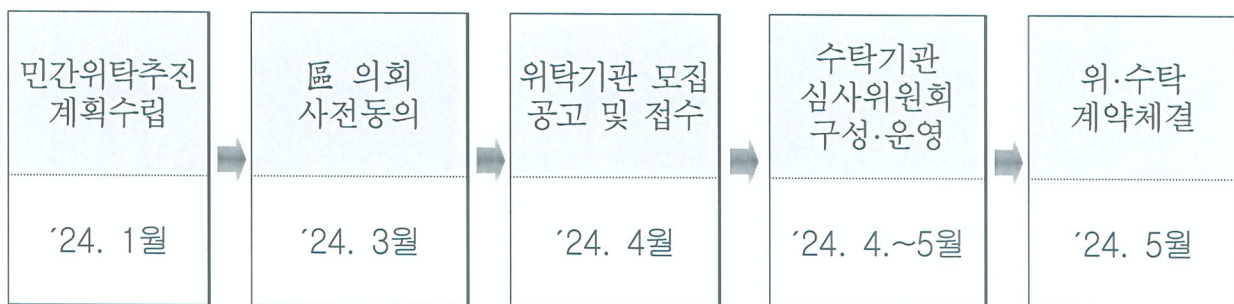 민간위탁추진
계획수립
´24. 1월
區 의회
사전동의
´24. 3월
위탁기관 모집
공고 및 접수
´24. 4월
수탁기관
심사위원회
구성·운영
´24. 4.~5월
위·수탁
계약체결
´24. 5월